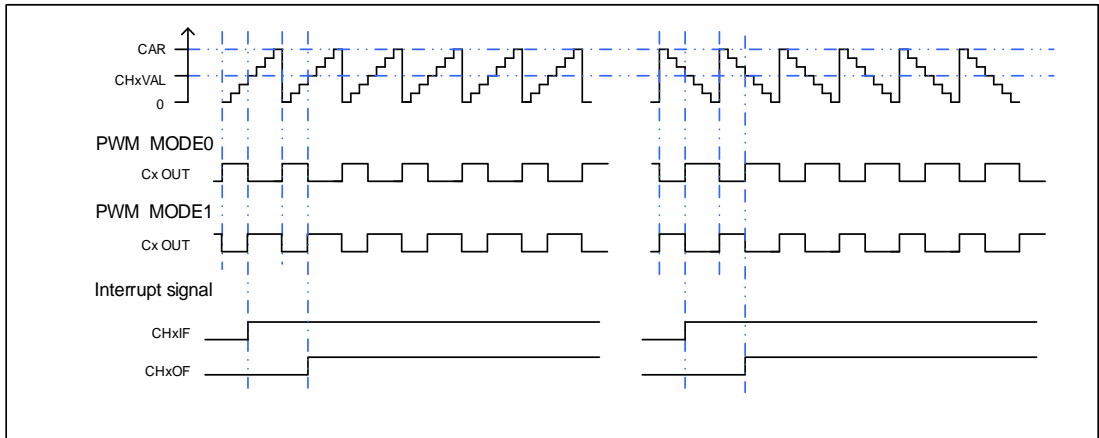 CAR
CHxVAL
0
PWM MODE0
Cx OUT
PWM MODE1
Cx OUT
Interrupt signal
CHxIF
CHxOF